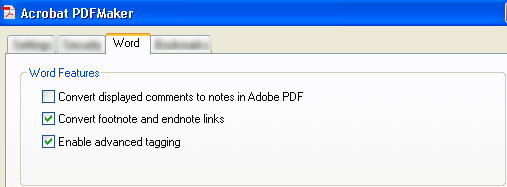 Acrobat PDFMaker
Word
Word Features
Convert displayed comments to notes in Adobe PDF
Convert footnote and endnote links
Enable advanced tagging